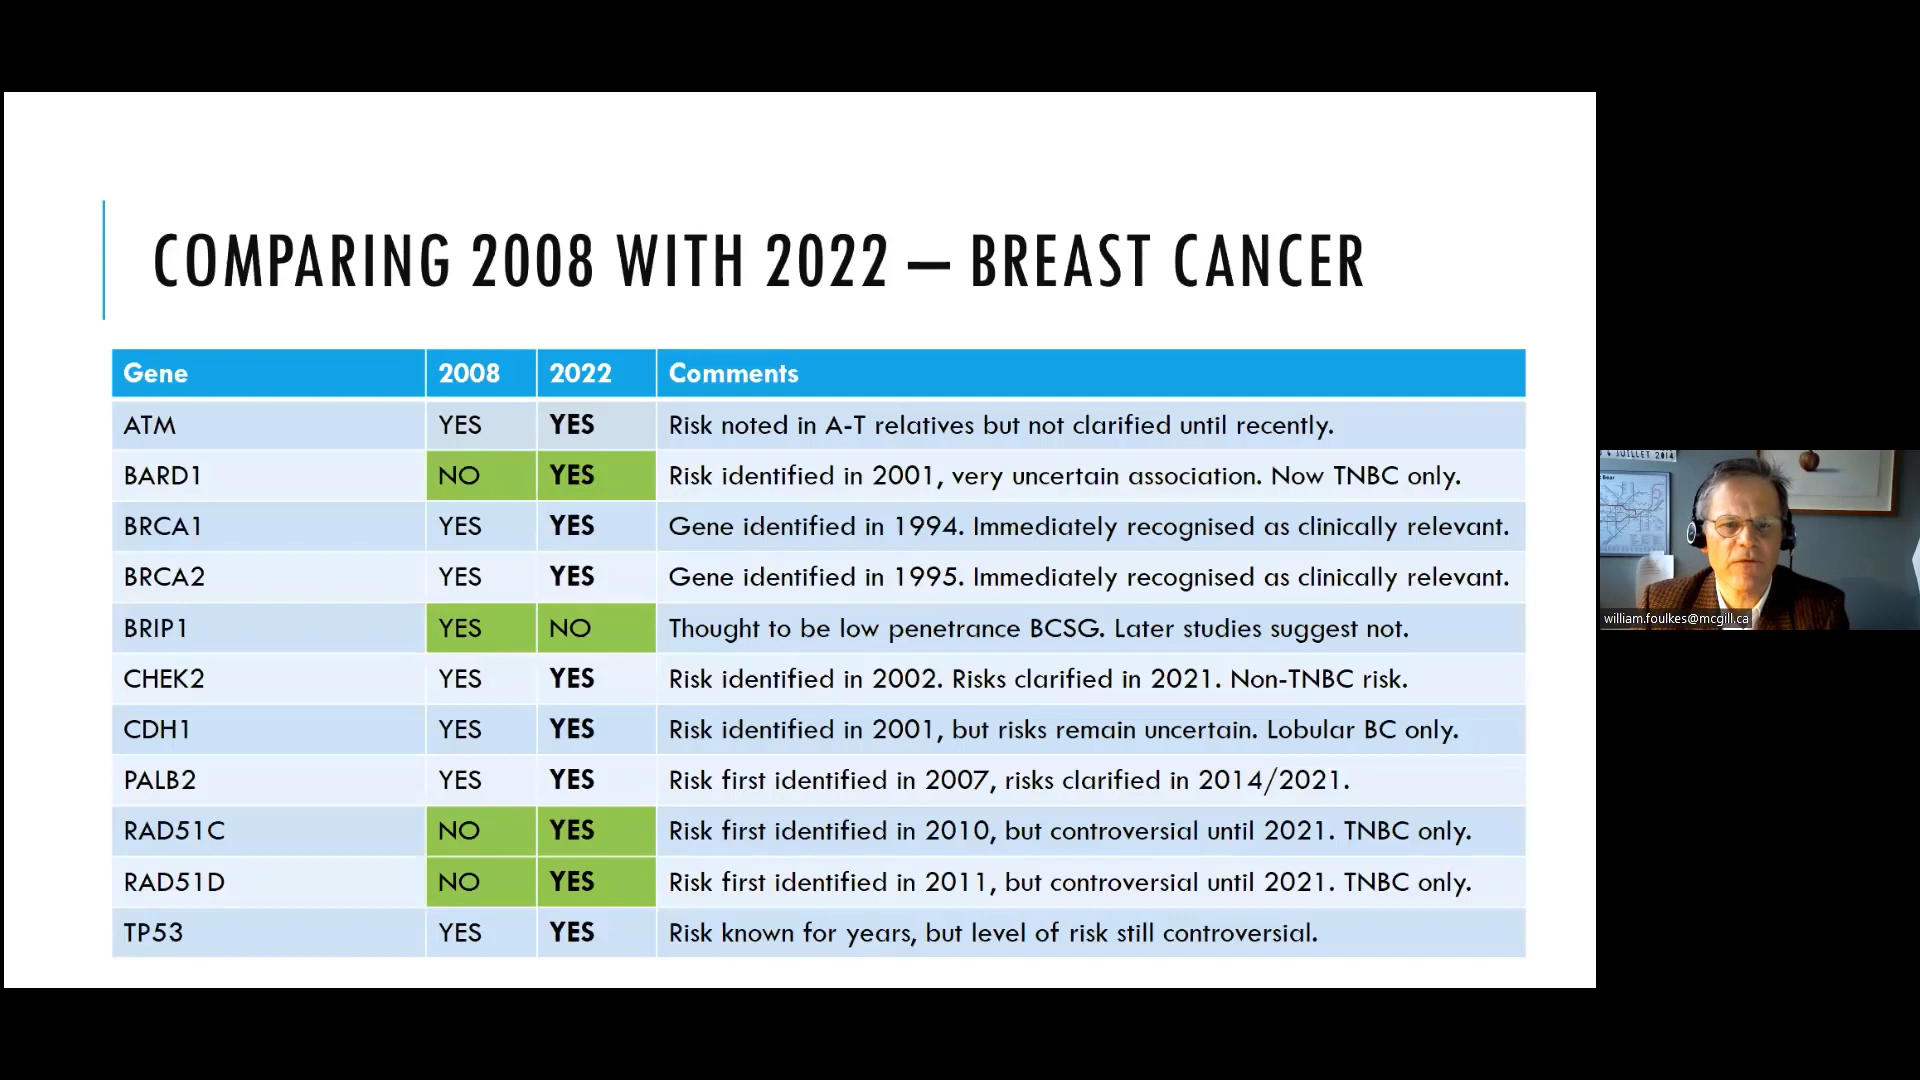 COMPARING 2008 WITH 2022 – BREAST CANCER
Gene 2008 2022 Comments
ATM YES YES Risk noted in A-T relatives but not clarified until recently.
BARD1 NO YES Risk identified in 2001, very uncertain association. Now TNBC only.
BRCA1 YES YES Gene identified in 1994. Immediately recognised as clinically relevant.
BRCA2 YES YES Gene identified in 1995. Immediately recognised as clinically relevant.
BRIP1 YES NO Thought to be low penetrance BCSG. Later studies suggest not.
CHEK2 YES YES Risk identified in 2002. Risks clarified in 2021. Non-TNBC risk.
CDH1 YES YES Risk identified in 2001, but risks remain uncertain. Lobular BC only.
PALB2 YES YES Risk first identified in 2007, risks clarified in 2014/2021.
RAD51C NO YES Risk first identified in 2010, but controversial until 2021. TNBC only.
RAD51D NO YES Risk first identified in 2011, but controversial until 2021. TNBC only.
TP53 YES YES Risk known for years, but level of risk still controversial.
JUILLET 2014
william.foulkes@mcgill.ca